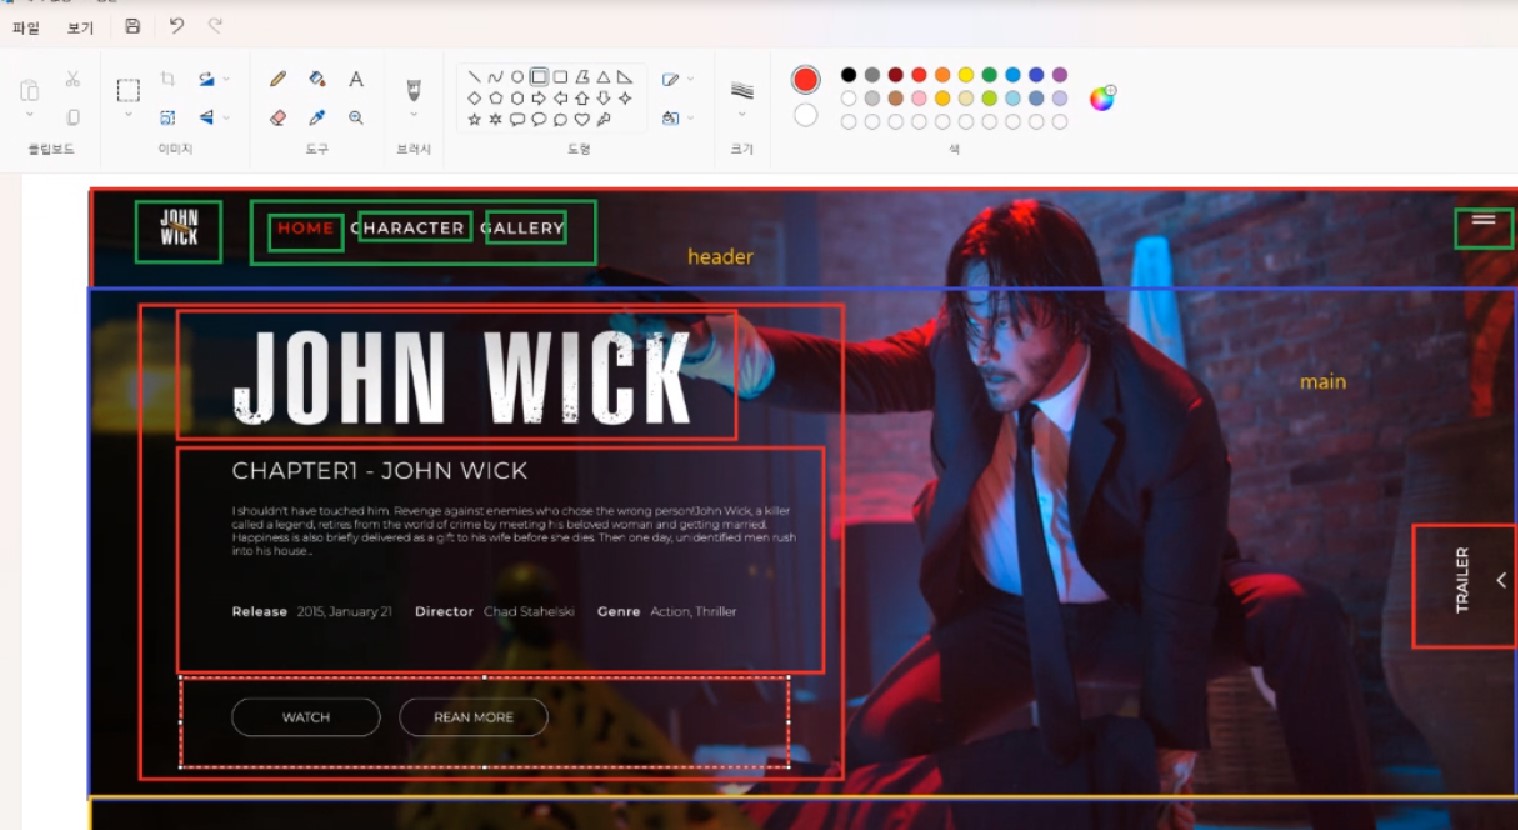 파일 보기
클립보드 이미지 도구 브러시 도형 크기 색
JOHN
WICK
HOME CHARACTER GALLERY
header
JOHN WICK
main
CHAPTER1 - JOHN WICK
I shouldn't have touched him. Revenge against enemies who chose the wrong person!John Wick, a killer
called a legend, retires from the world of crime by meeting his beloved woman and getting married.
Happiness is also briefly delivered as a gift to his wife before she dies. Then one day, unidentified men rush
into his house...
TRAILER
Release 2015, January 21 Director Chad Stahelski Genre Action, Thriller
WATCH REAN MORE